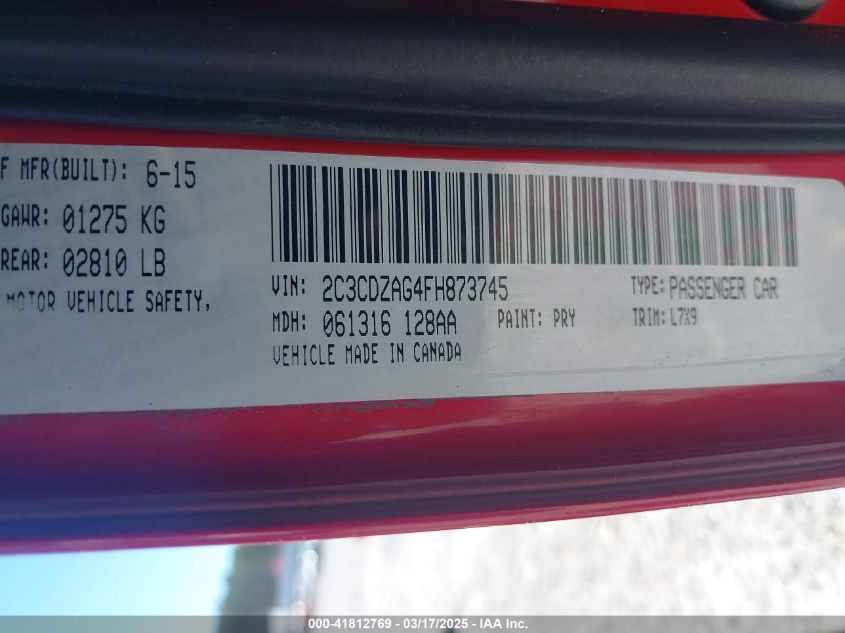 F MFR(BUILT): 6-15
GAWR: 01275 KG
REAR: 02810 LB
MOTOR VEHICLE SAFETY,
VIN: 2C3CDZAG4FH873745
TYPE: PASSENGER CAR
MDH: 061316 128AA
PAINT: PRY
TRIM: L7X9
VEHICLE MADE IN CANADA
000-41812769 - 03/17/2025 - IAA Inc.